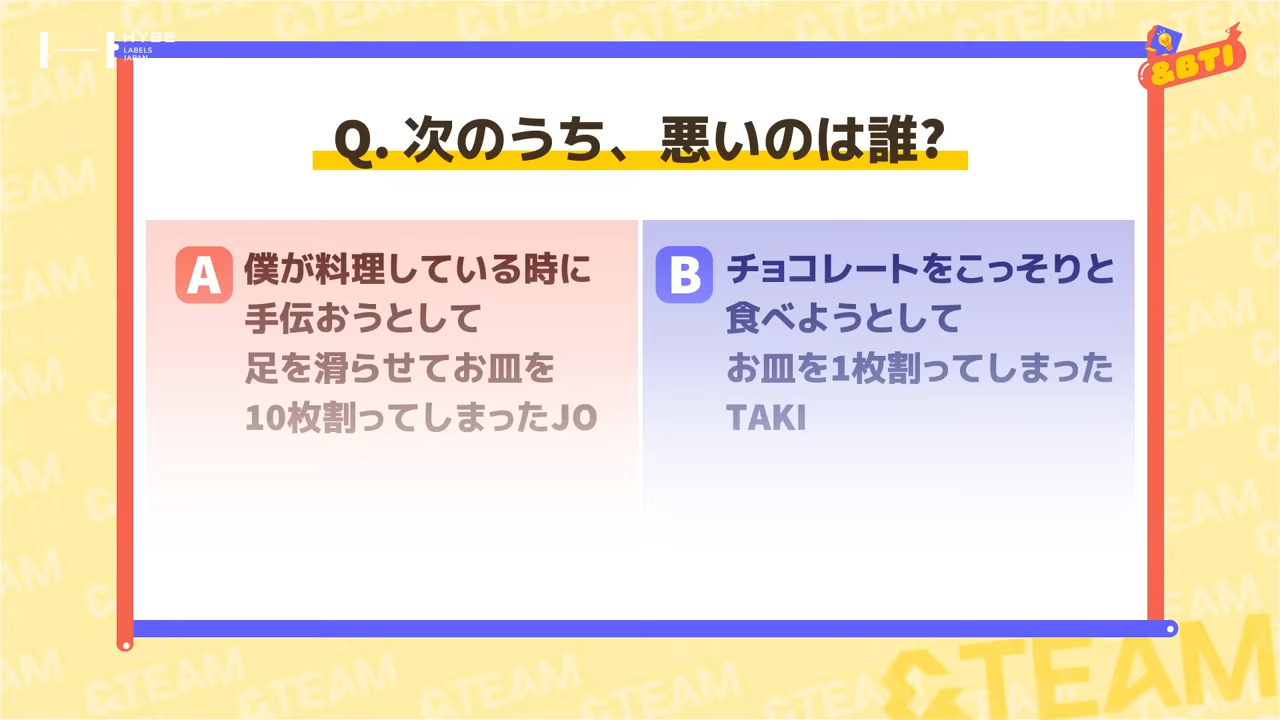 HYBE
LABELS
JAPAN
&BTI
Q. 次のうち、悪いのは誰?
A
僕が料理している時に
手伝おうとして
足を滑らせてお皿を
10枚割ってしまったJO
B
チョコレートをこっそりと
食べようとして
お皿を1枚割ってしまった
TAKI
&TEAM